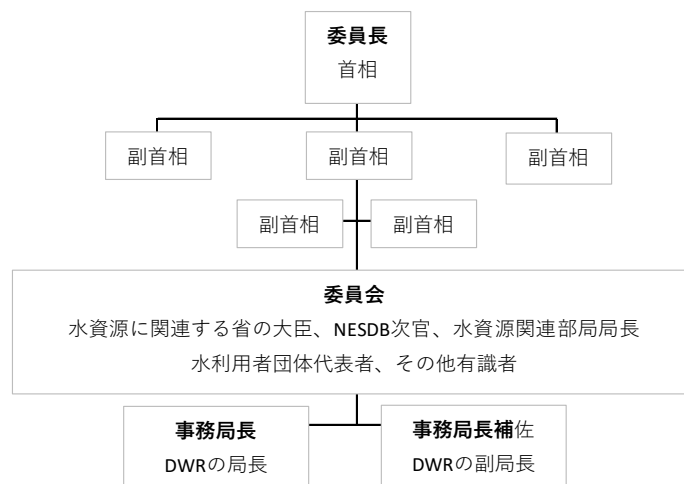 委員長
首相
副首相
副首相
副首相
副首相
副首相
委員会
水資源に関連する省の大臣、NESDB次官、水資源関連部局局長
水利用者団体代表者、その他有識者
事務局長
DWRの局長
事務局長補佐
DWRの副局長